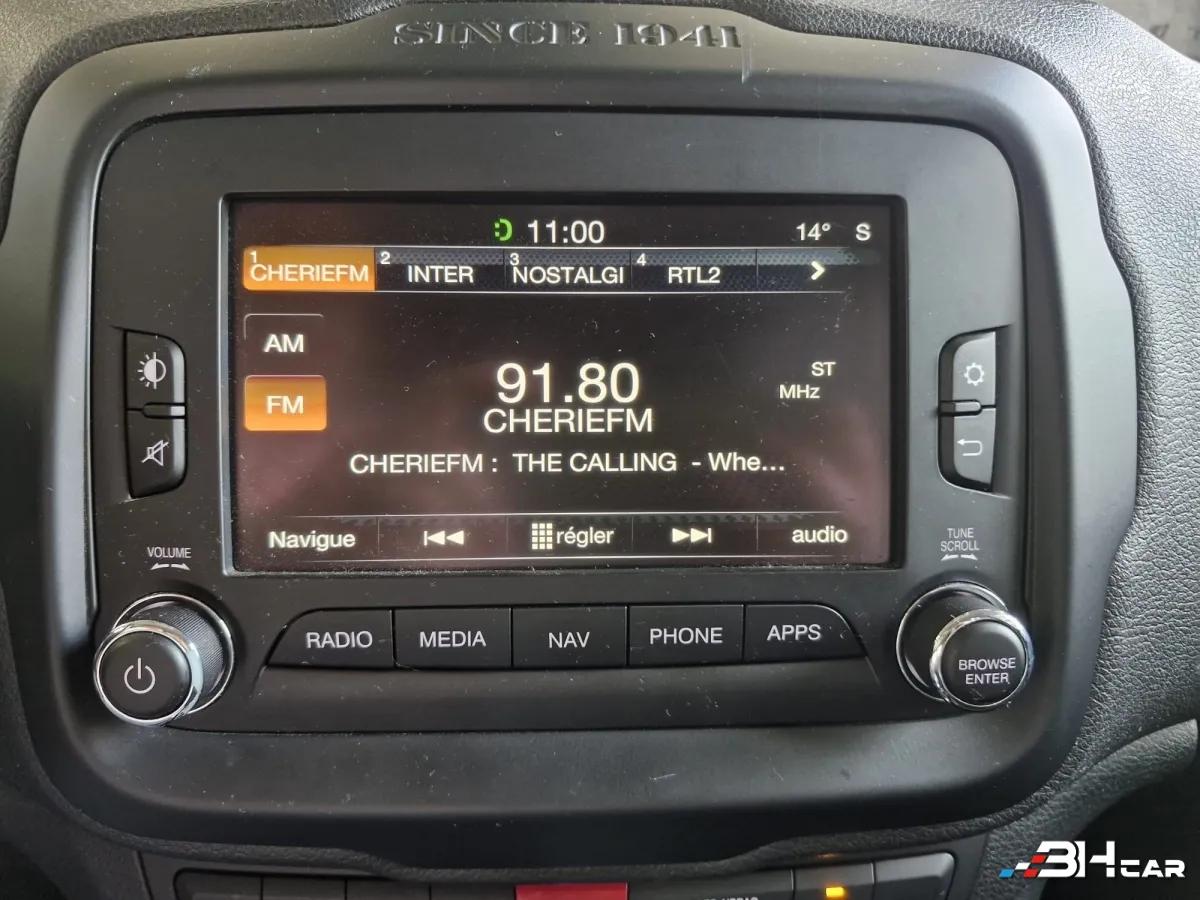 SINCE 1941
11:00 14° S
1 CHERIEFM 2 INTER 3 NOSTALGI 4 RTL2
AM
91.80
ST
MHz
FM
CHERIEFM
CHERIEFM : THE CALLING - Whe...
Navigue régler audio
VOLUME
TUNE
SCROLL
RADIO MEDIA NAV PHONE APPS
BROWSE
ENTER
BHCAR